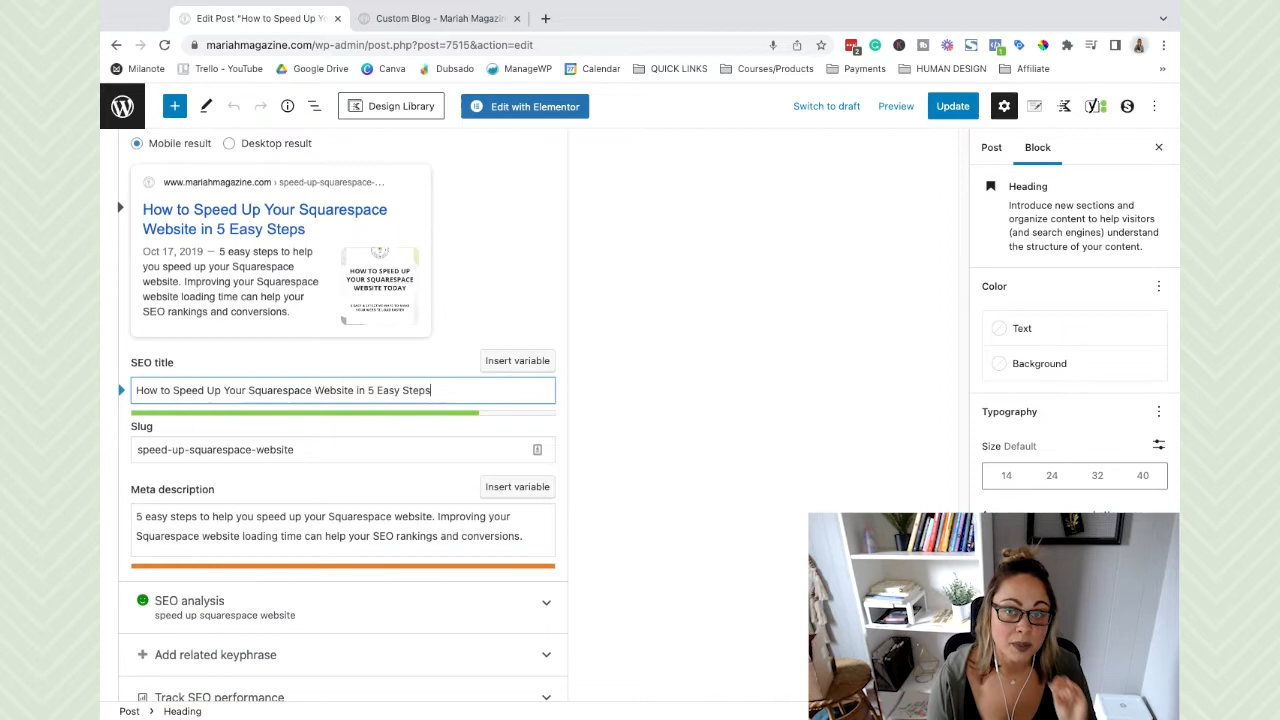 Edit Post "How to Speed Up Yo
Custom Blog - Mariah Magazin
mariahmagazine.com/wp-admin/post.php?post=7515&action=edit
Milanote
Trello - YouTube
Google Drive
Canva
Dubsado
ManageWP
Calendar
QUICK LINKS
Courses/Products
Payments
HUMAN DESIGN
Affiliate
Design Library
Edit with Elementor
Switch to draft
Preview
Update
Mobile result
Desktop result
Post
Block
www.mariahmagazine.com › speed-up-squarespace-…
How to Speed Up Your Squarespace
Website in 5 Easy Steps
Oct 17, 2019 — 5 easy steps to help
you speed up your Squarespace
website. Improving your Squarespace
website loading time can help your
SEO rankings and conversions.
HOW TO SPEED UP
YOUR SQUARESPACE
WEBSITE TODAY
Heading
Introduce new sections and
organize content to help visitors
(and search engines) understand
the structure of your content.
Color
Text
Background
Typography
Size Default
14 24 32 40
SEO title
Insert variable
How to Speed Up Your Squarespace Website in 5 Easy Steps
Slug
speed-up-squarespace-website
Meta description
Insert variable
5 easy steps to help you speed up your Squarespace website. Improving your
Squarespace website loading time can help your SEO rankings and conversions.
SEO analysis
speed up squarespace website
Add related keyphrase
Track SEO performance
Post › Heading